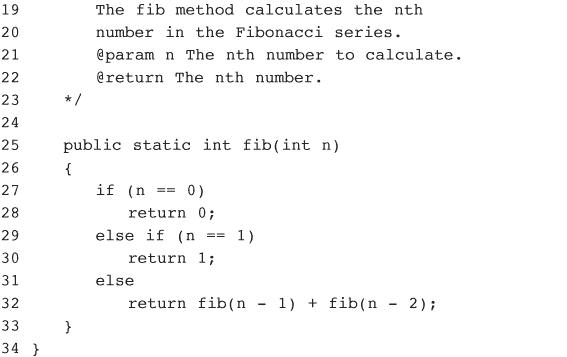 19       The fib method calculates the nth
20       number in the Fibonacci series.
21       @param n The nth number to calculate.
22       @return The nth number.
23    */
24
25    public static int fib(int n)
26    {
27       if (n == 0)
28          return 0;
29       else if (n == 1)
30          return 1;
31       else
32          return fib(n - 1) + fib(n - 2);
33    }
34 }